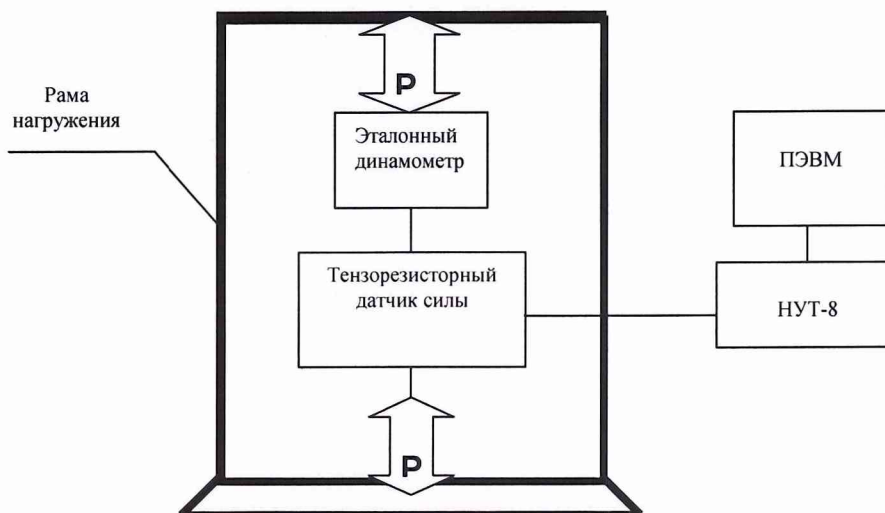 P
Рама
нагружения
Эталонный
динамометр
ПЭВМ
Тензорезисторный
датчик силы
НУТ-8
P